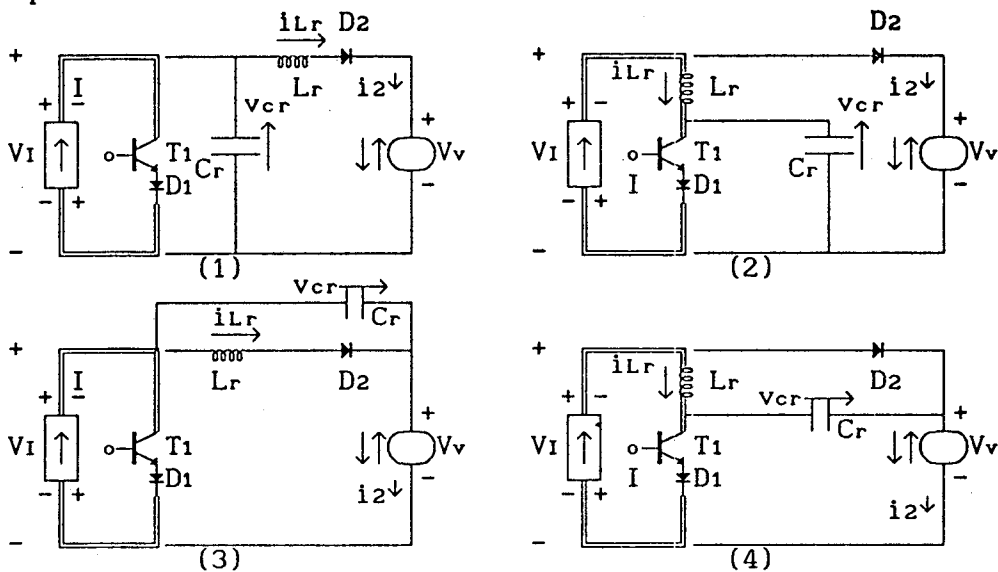 iLr D2
+ + I - Lr i2 vcr +
VI T1 Cr Vv
- + D1 -
-
(1)
D2
+ iLr Lr i2 vcr
+ - +
VI T1 Cr Vv
- + I D1 -
-
(2)
vcr
iLr Cr
+ I Lr D2
+ - +
VI T1 Vv
- + D1 i2 -
-
(3)
+ iLr Lr D2
+ - vcr +
Cr
VI T1 Vv
- + I D1 -
i2
-
(4)